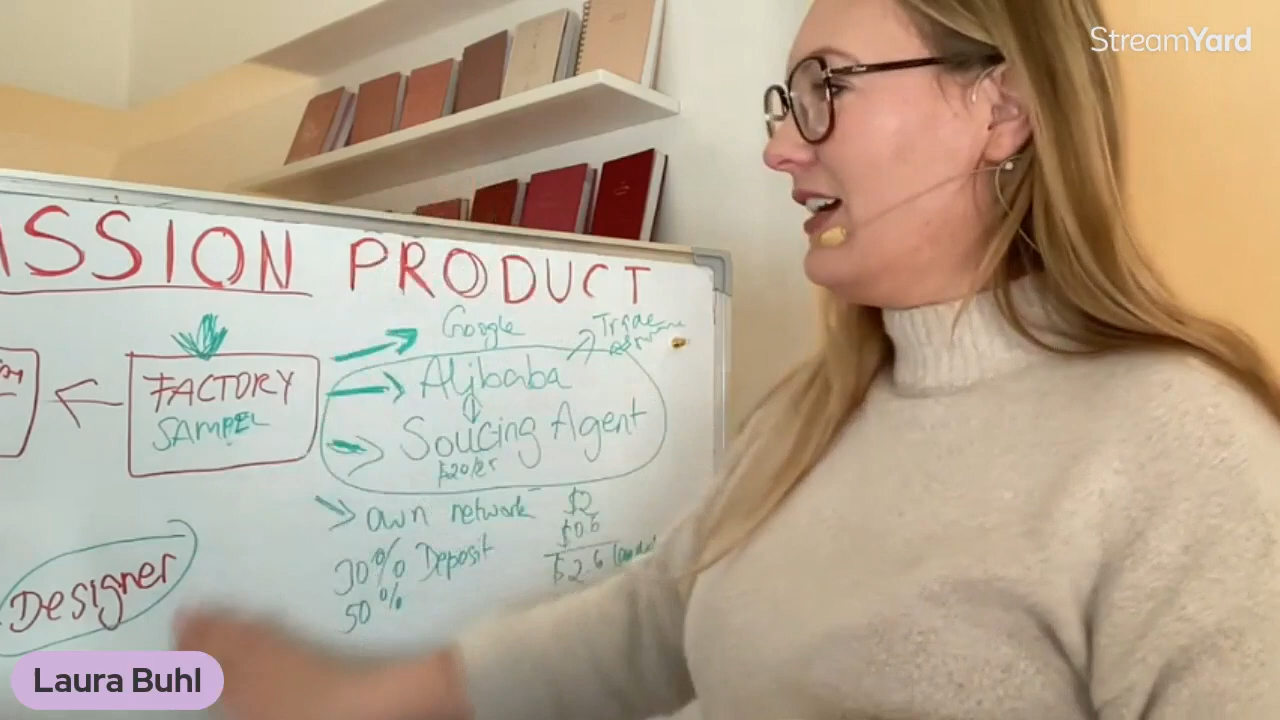 StreamYard
SSION PRODUCT
Google
Trade
Alibaba
FACTORY
SAMPEL
Soucing Agent
own network $2
$0.6
30% Deposit
$2.6
50%
Designer
Laura Buhl